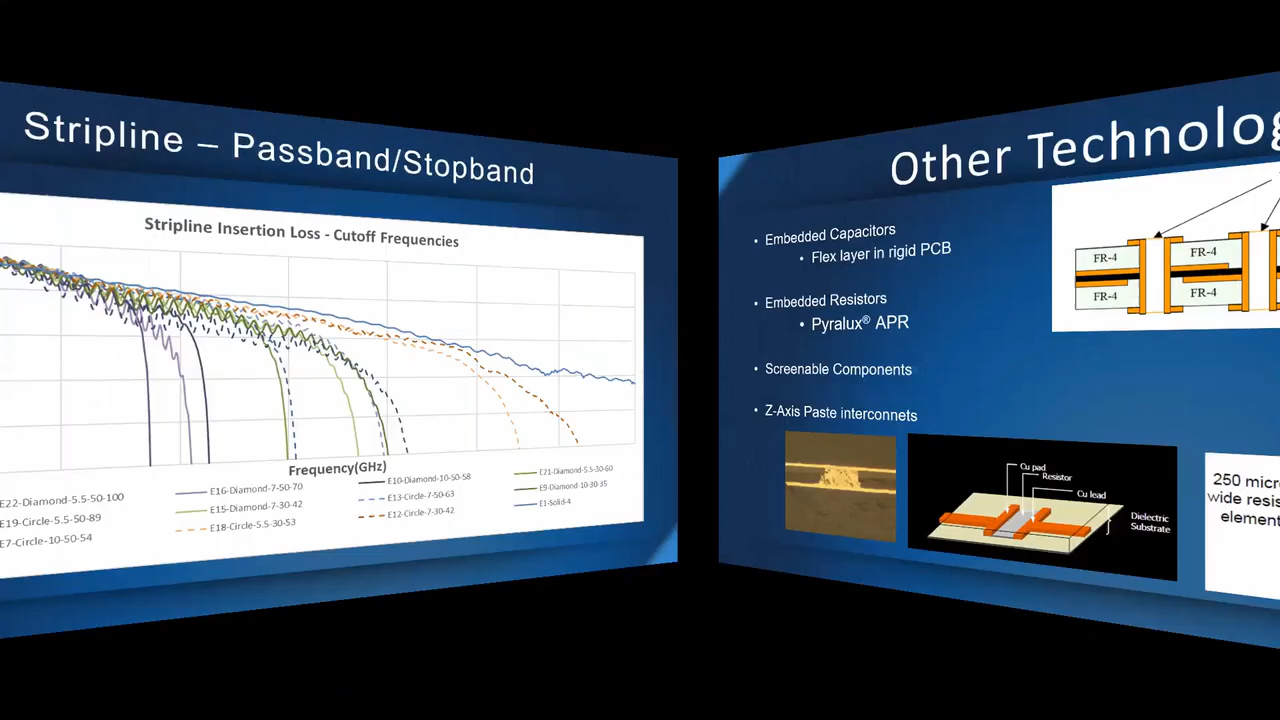 Stripline – Passband/Stopband
Stripline Insertion Loss - Cutoff Frequencies
Frequency(GHz)
E22-Diamond-5.5-50-100
E16-Diamond-7-50-70
E10-Diamond-10-50-58
E21-Diamond-5.5-30-60
E19-Circle-5.5-50-89
E15-Diamond-7-30-42
E13-Circle-7-50-63
E9-Diamond-10-30-35
E7-Circle-10-50-54
E18-Circle-5.5-30-53
E12-Circle-7-30-42
E1-Solid-4
Other Technolog
• Embedded Capacitors
• Flex layer in rigid PCB
• Embedded Resistors
• Pyralux® APR
• Screenable Components
• Z-Axis Paste interconnets
FR-4
FR-4
FR-4
FR-4
Cu pad
Resistor
Cu lead
Dielectric
Substrate
250 micr
wide resis
element